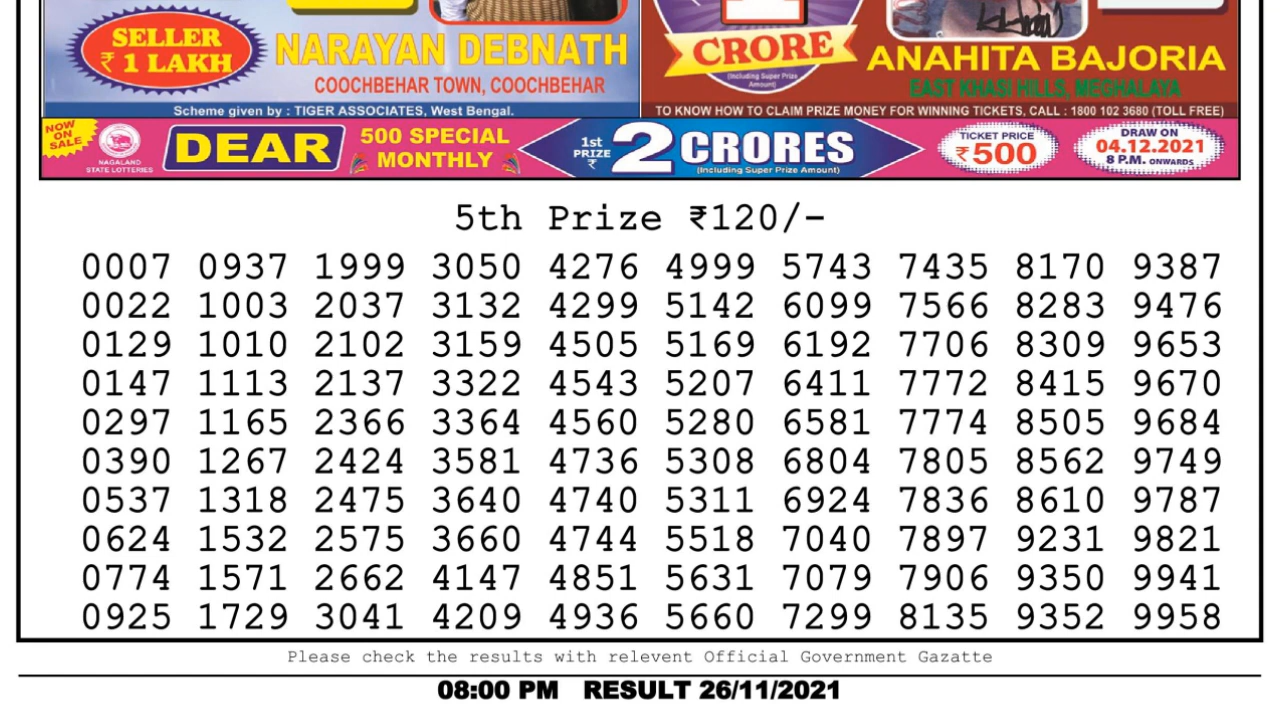 SELLER
₹ 1 LAKH
NARAYAN DEBNATH
COOCHBEHAR TOWN, COOCHBEHAR
Scheme given by : TIGER ASSOCIATES, West Bengal.
1
CRORE
(Including Super Prize
Amount)
ANAHITA BAJORIA
EAST KHASI HILLS, MEGHALAYA
TO KNOW HOW TO CLAIM PRIZE MONEY FOR WINNING TICKETS, CALL : 1800 102 3680 (TOLL FREE)
NOW
ON
SALE
NAGALAND
STATE LOTTERIES
DEAR
500 SPECIAL
MONTHLY
1st
PRIZE
₹
2 CRORES
(Including Super Prize Amount)
TICKET PRICE
₹500
DRAW ON
04.12.2021
8 P.M. ONWARDS
5th Prize ₹120/-
0007 0937 1999 3050 4276 4999 5743 7435 8170 9387
0022 1003 2037 3132 4299 5142 6099 7566 8283 9476
0129 1010 2102 3159 4505 5169 6192 7706 8309 9653
0147 1113 2137 3322 4543 5207 6411 7772 8415 9670
0297 1165 2366 3364 4560 5280 6581 7774 8505 9684
0390 1267 2424 3581 4736 5308 6804 7805 8562 9749
0537 1318 2475 3640 4740 5311 6924 7836 8610 9787
0624 1532 2575 3660 4744 5518 7040 7897 9231 9821
0774 1571 2662 4147 4851 5631 7079 7906 9350 9941
0925 1729 3041 4209 4936 5660 7299 8135 9352 9958
Please check the results with relevent Official Government Gazatte
08:00 PM RESULT 26/11/2021